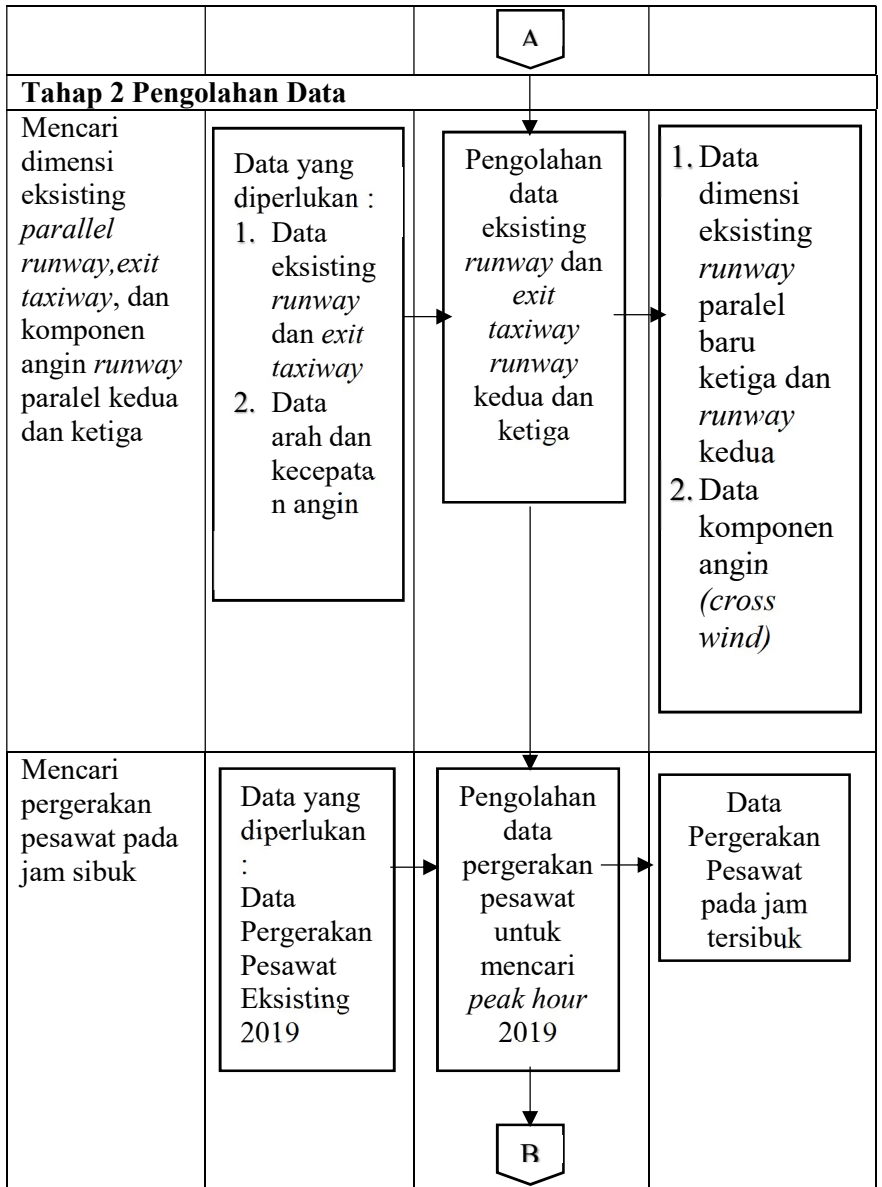 A
Tahap 2 Pengolahan Data
Mencari
dimensi
eksisting
parallel
runway,exit
taxiway, dan
komponen
angin runway
paralel kedua
dan ketiga
Data yang
diperlukan :
1. Data
eksisting
runway
dan exit
taxiway
2. Data
arah dan
kecepata
n angin
Pengolahan
data
eksisting
runway dan
exit
taxiway
runway
kedua dan
ketiga
1. Data
dimensi
eksisting
runway
paralel
baru
ketiga dan
runway
kedua
2. Data
komponen
angin
(cross
wind)
Mencari
pergerakan
pesawat pada
jam sibuk
Data yang
diperlukan
:
Data
Pergerakan
Pesawat
Eksisting
2019
Pengolahan
data
pergerakan
pesawat
untuk
mencari
peak hour
2019
Data
Pergerakan
Pesawat
pada jam
tersibuk
B